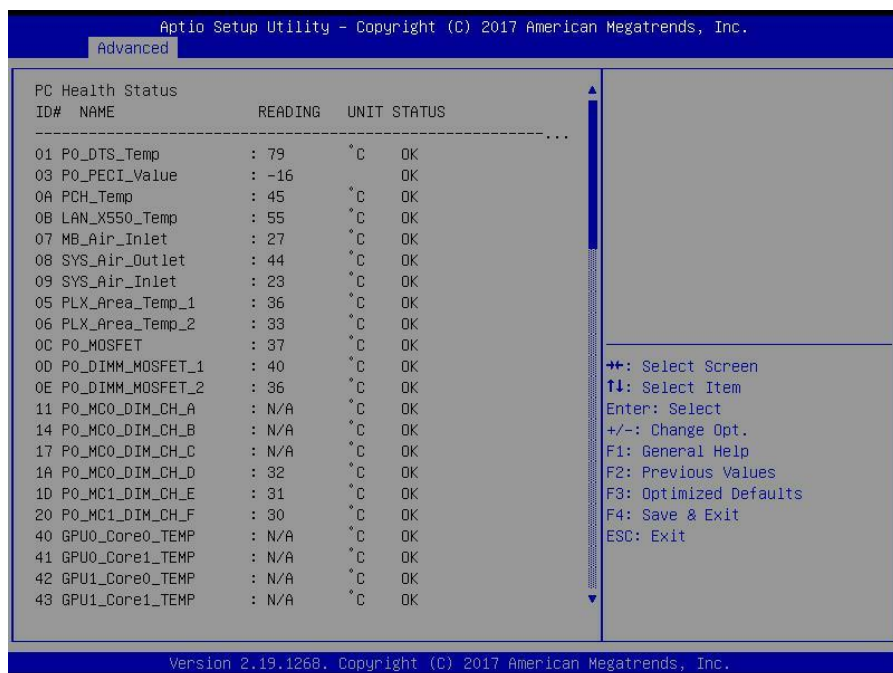 Aptio Setup Utility – Copyright (C) 2017 American Megatrends, Inc.
Advanced
PC Health Status
ID# NAME READING UNIT STATUS
------------------------------------------------------------...
01 P0_DTS_Temp : 79 °C OK
03 P0_PECI_Value : -16 OK
0A PCH_Temp : 45 °C OK
0B LAN_X550_Temp : 55 °C OK
07 MB_Air_Inlet : 27 °C OK
08 SYS_Air_Outlet : 44 °C OK
09 SYS_Air_Inlet : 23 °C OK
05 PLX_Area_Temp_1 : 36 °C OK
06 PLX_Area_Temp_2 : 33 °C OK
0C P0_MOSFET : 37 °C OK
0D P0_DIMM_MOSFET_1 : 40 °C OK
0E P0_DIMM_MOSFET_2 : 36 °C OK
11 P0_MC0_DIM_CH_A : N/A °C OK
14 P0_MC0_DIM_CH_B : N/A °C OK
17 P0_MC0_DIM_CH_C : N/A °C OK
1A P0_MC0_DIM_CH_D : 32 °C OK
1D P0_MC1_DIM_CH_E : 31 °C OK
20 P0_MC1_DIM_CH_F : 30 °C OK
40 GPU0_Core0_TEMP : N/A °C OK
41 GPU0_Core1_TEMP : N/A °C OK
42 GPU1_Core0_TEMP : N/A °C OK
43 GPU1_Core1_TEMP : N/A °C OK
→←: Select Screen
↑↓: Select Item
Enter: Select
+/-: Change Opt.
F1: General Help
F2: Previous Values
F3: Optimized Defaults
F4: Save & Exit
ESC: Exit
Version 2.19.1268. Copyright (C) 2017 American Megatrends, Inc.